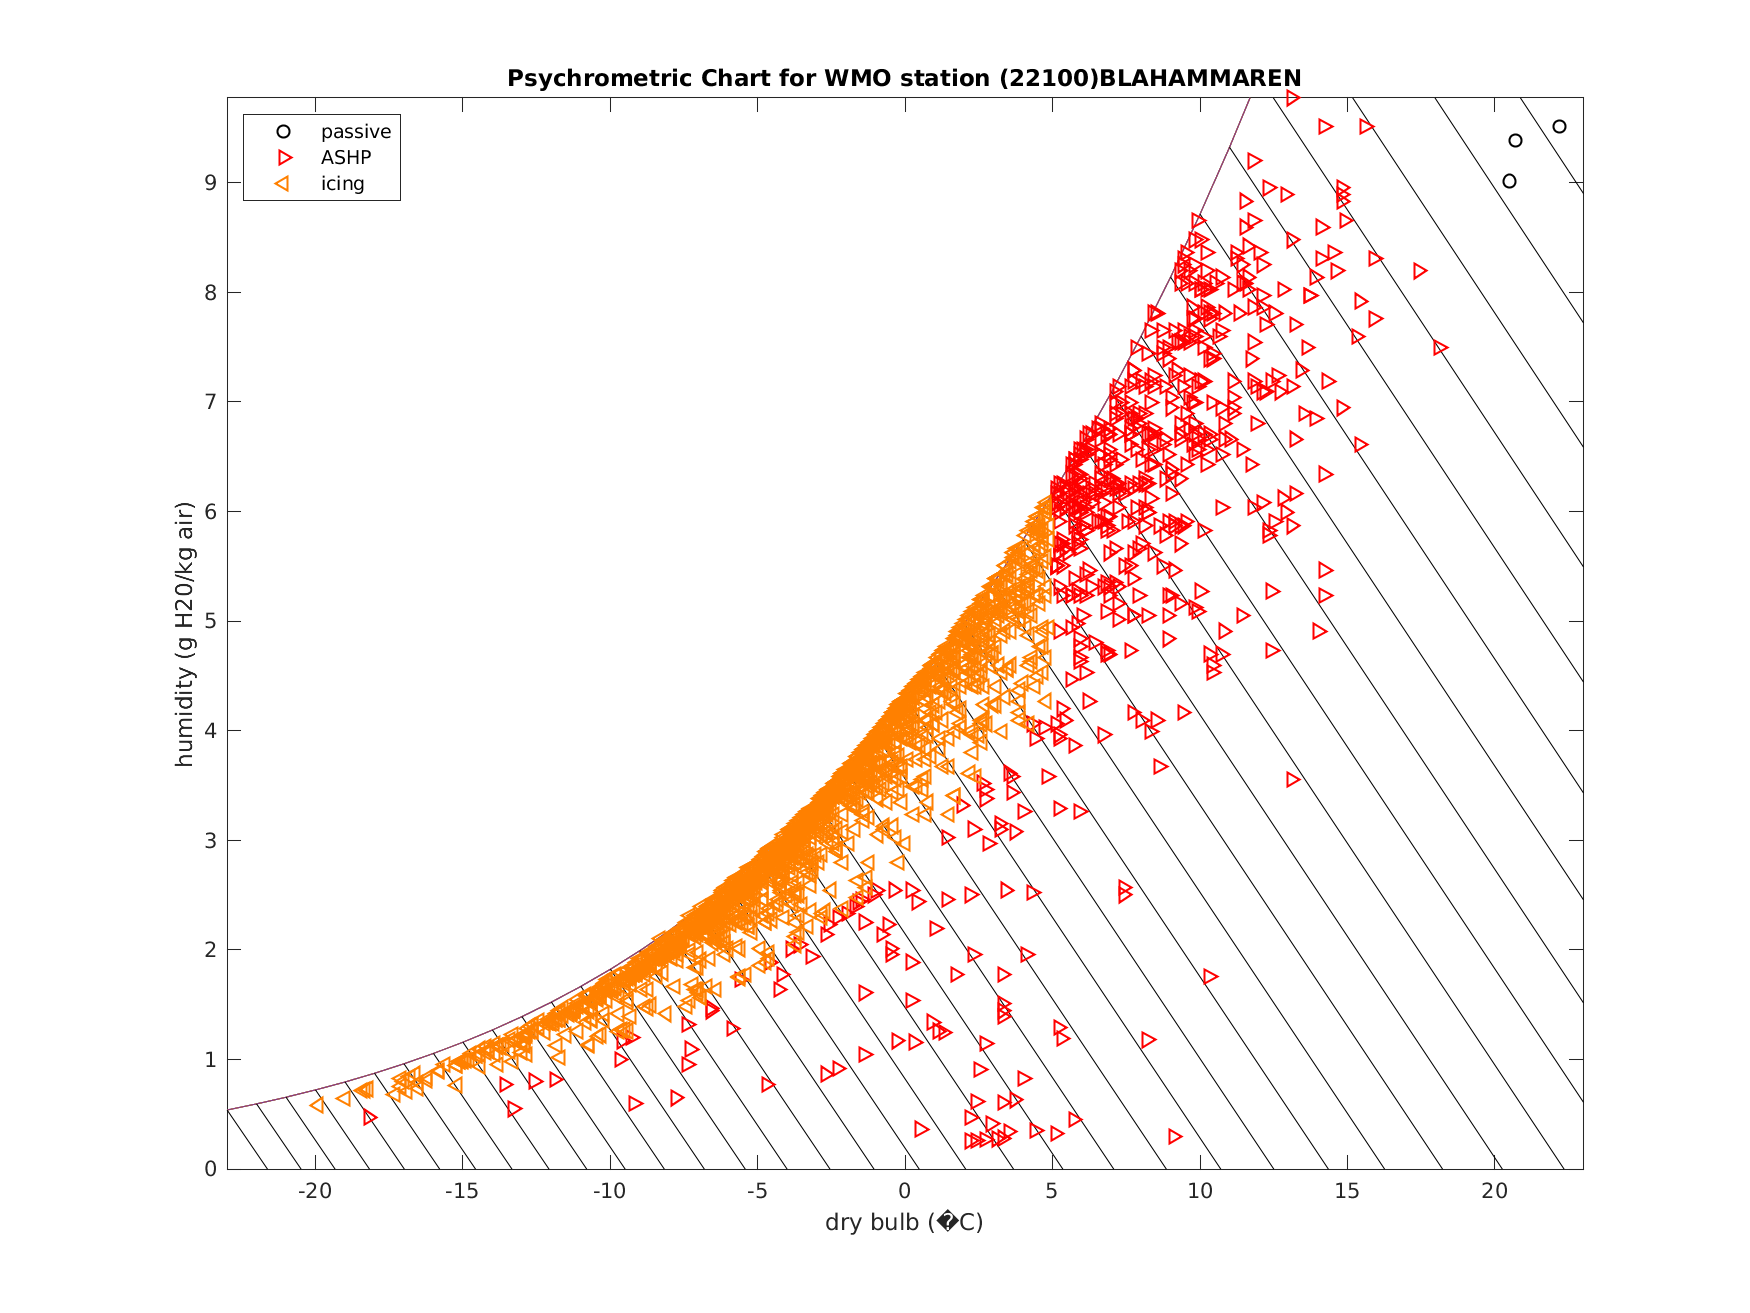 Psychrometric Chart for WMO station (22100)BLAHAMMAREN
passive
ASHP
icing
humidity (g H20/kg air)
9
8
7
6
5
4
3
2
1
0
-20 -15 -10 -5 0 5 10 15 20
dry bulb (�C)